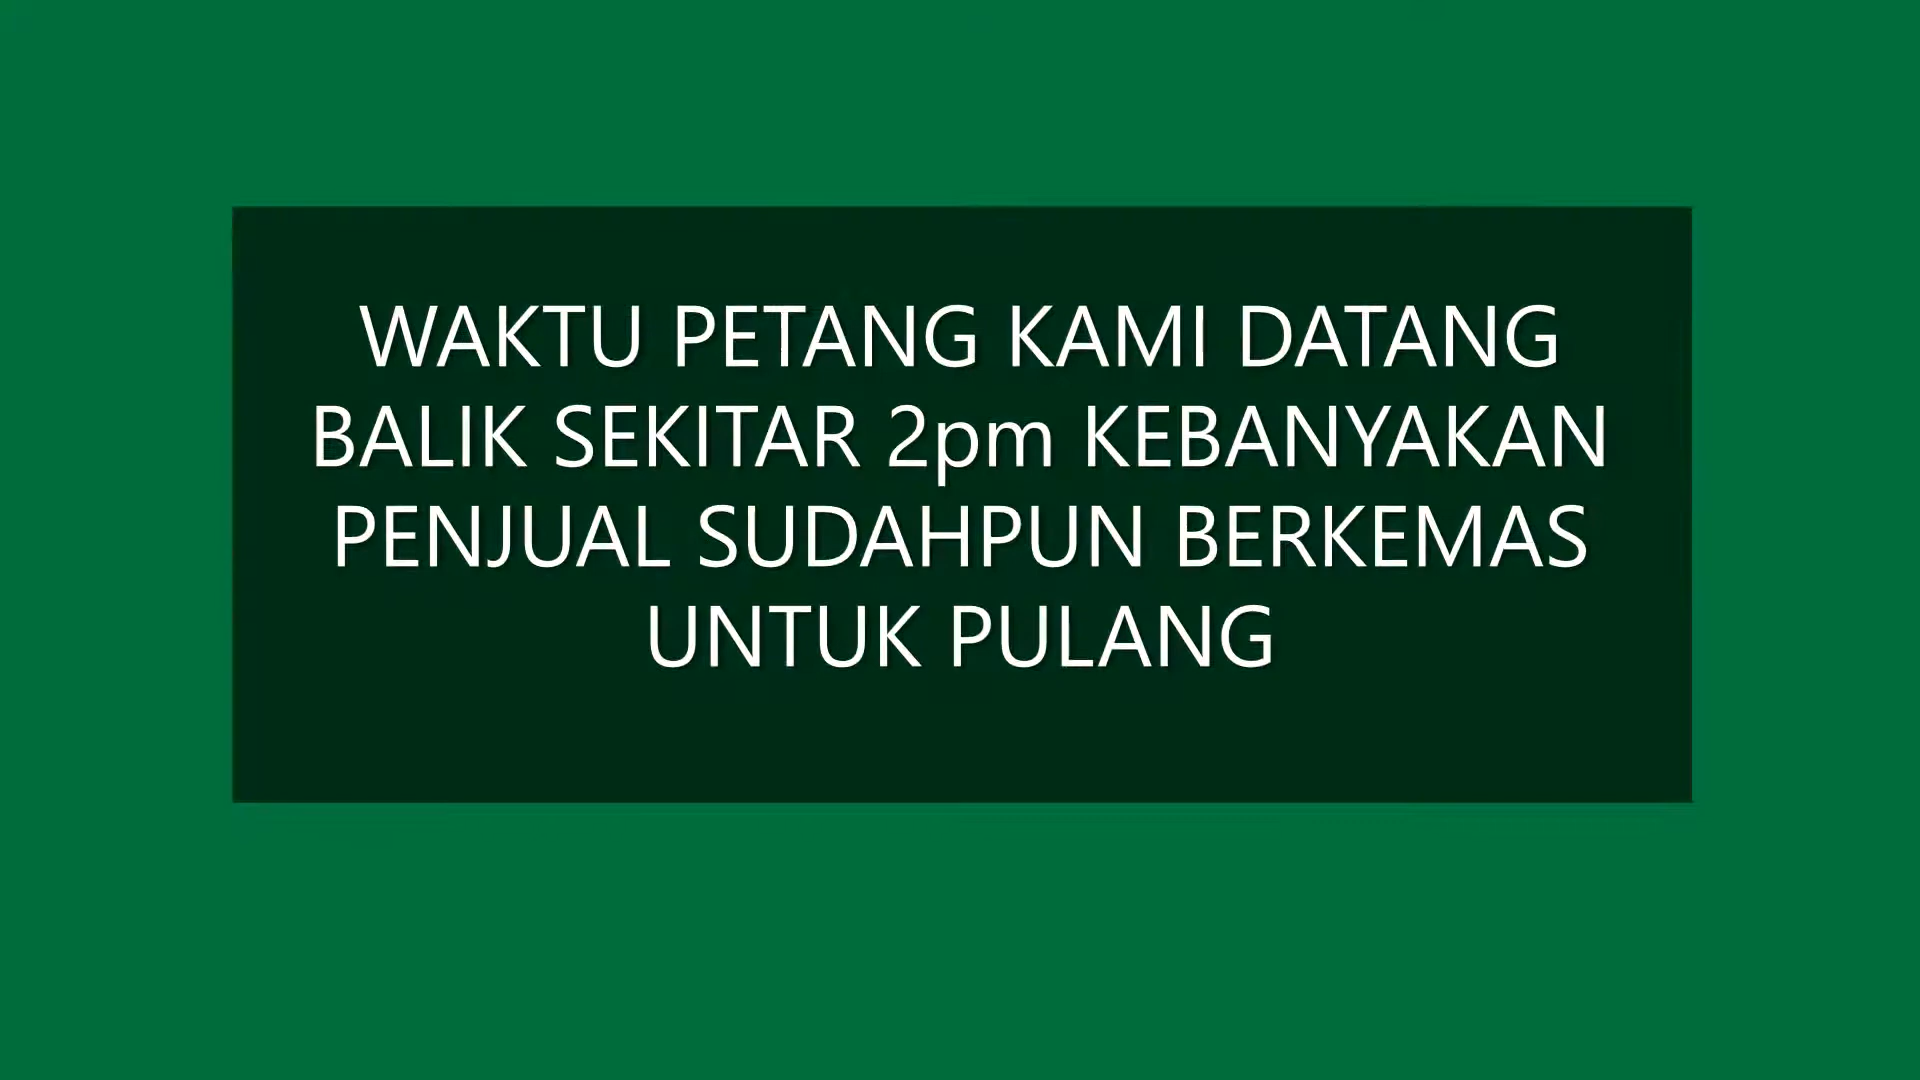 WAKTU PETANG KAMI DATANG
BALIK SEKITAR 2pm KEBANYAKAN
PENJUAL SUDAHPUN BERKEMAS
UNTUK PULANG